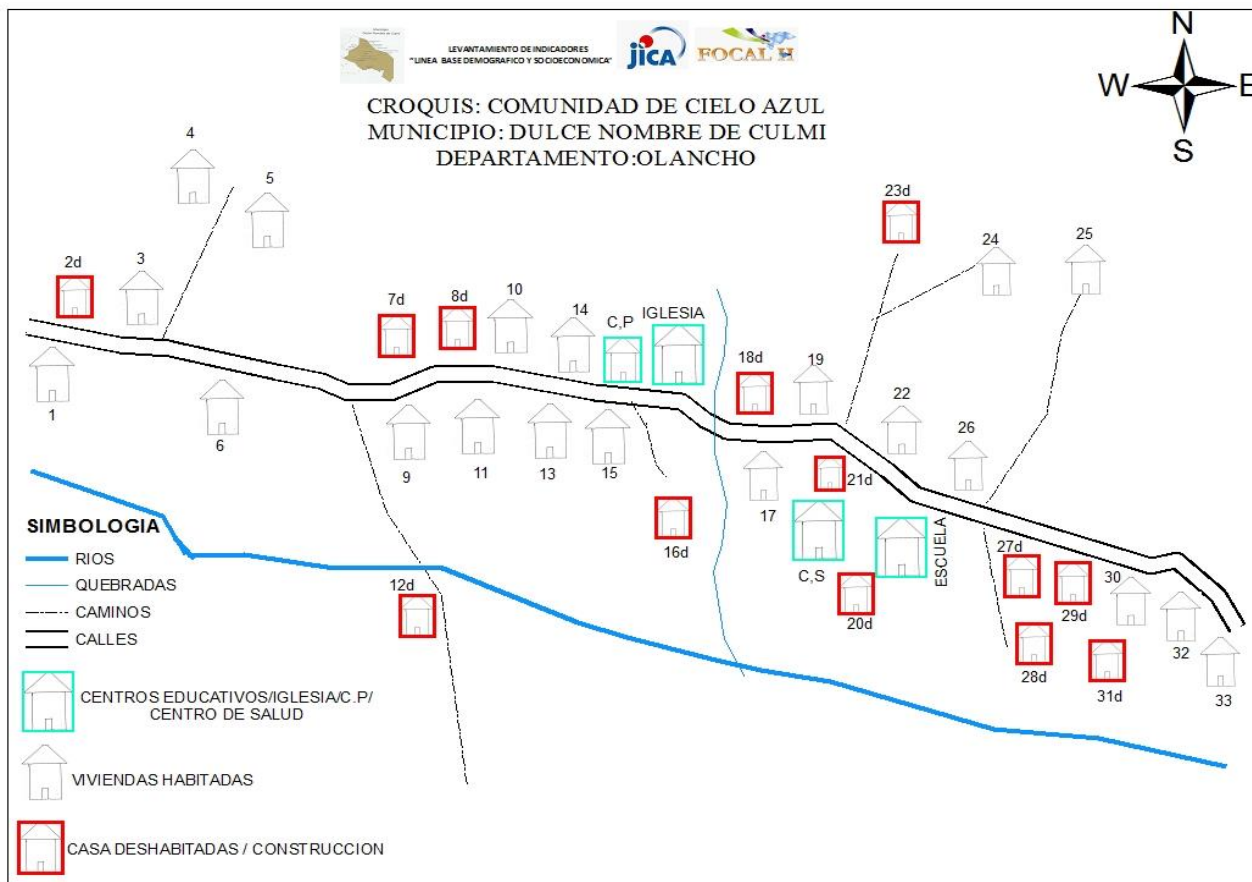 LEVANTAMIENTO DE INDICADORES
"LINEA BASE DEMOGRAFICO Y SOCIOECONOMICA"
JICA
FOCAL II
CROQUIS: COMUNIDAD DE CIELO AZUL
MUNICIPIO: DULCE NOMBRE DE CULMI
DEPARTAMENTO:OLANCHO
N
W
E
S
4
5
2d
3
1
6
7d
8d
10
14
C,P
IGLESIA
9
11
13
15
16d
12d
18d
19
23d
24
25
22
26
17
21d
C,S
20d
ESCUELA
27d
29d
30
28d
31d
32
33
SIMBOLOGIA
RIOS
QUEBRADAS
CAMINOS
CALLES
CENTROS EDUCATIVOS/IGLESIA/C.P/
CENTRO DE SALUD
VIVIENDAS HABITADAS
CASA DESHABITADAS / CONSTRUCCION